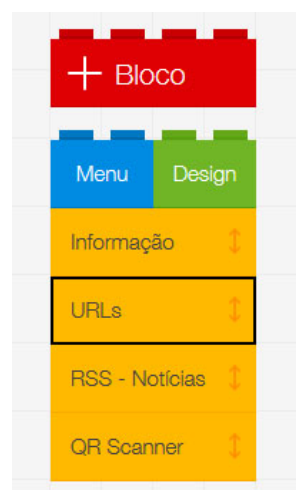 + Bloco
Menu Design
Informação
URLs
RSS - Notícias
QR Scanner